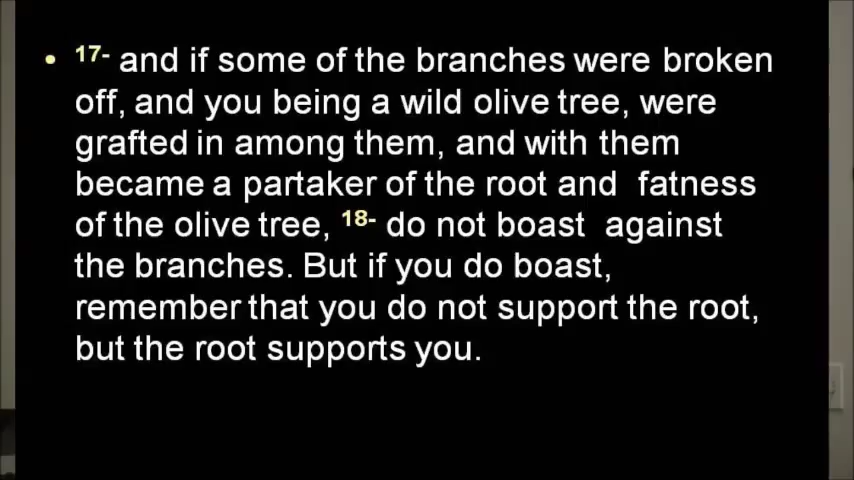 • 17- and if some of the branches were broken
off, and you being a wild olive tree, were
grafted in among them, and with them
became a partaker of the root and fatness
of the olive tree, 18- do not boast against
the branches. But if you do boast,
remember that you do not support the root,
but the root supports you.